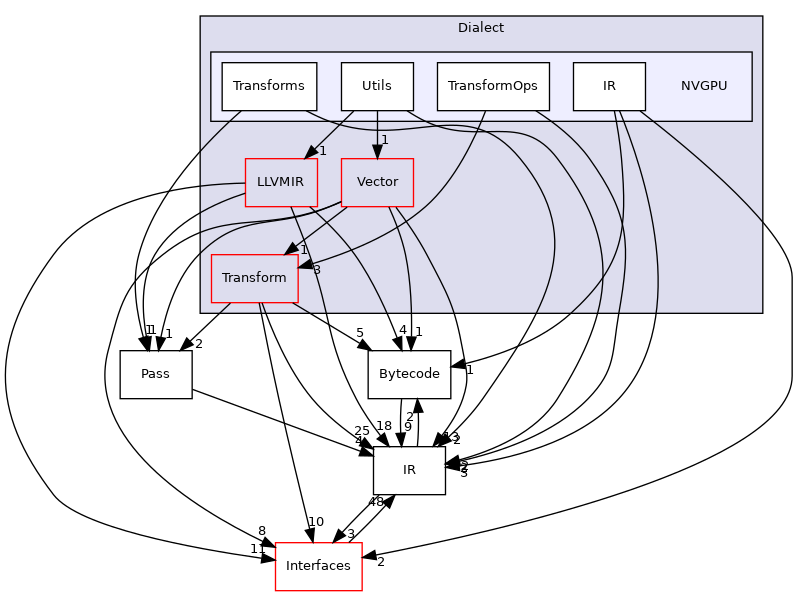 Dialect
Transforms Utils TransformOps IR NVGPU
1 1
LLVMIR Vector
1
3
Transform
1 1 1 2 5 4 1
Pass Bytecode
1
2
9
25 18
4
IR
48 3
10
8
11
2
Interfaces